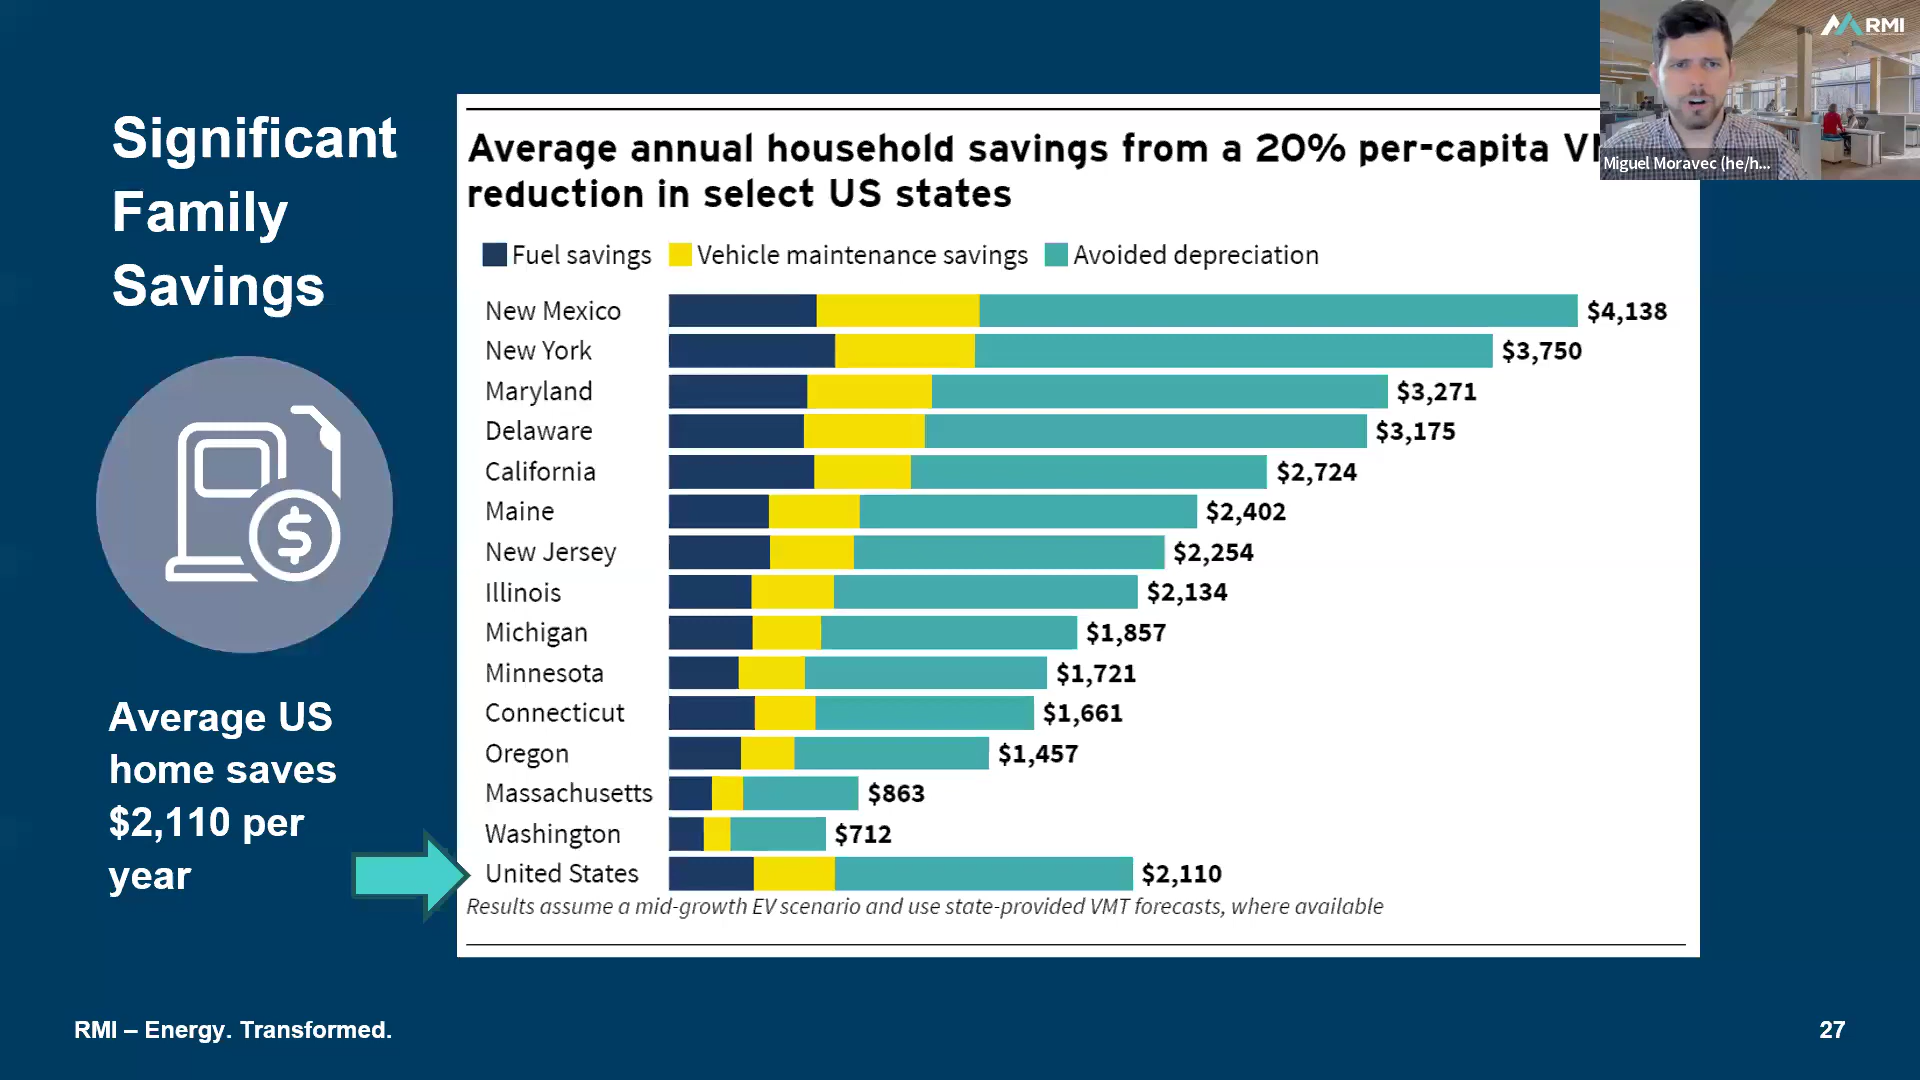 RMI
Miguel Moravec (he/h...
Significant
Family
Savings
Average US
home saves
$2,110 per
year
Average annual household savings from a 20% per-capita
reduction in select US states
Fuel savings Vehicle maintenance savings Avoided depreciation
New Mexico $4,138
New York $3,750
Maryland $3,271
Delaware $3,175
California $2,724
Maine $2,402
New Jersey $2,254
Illinois $2,134
Michigan $1,857
Minnesota $1,721
Connecticut $1,661
Oregon $1,457
Massachusetts $863
Washington $712
United States $2,110
Results assume a mid-growth EV scenario and use state-provided VMT forecasts, where available
RMI – Energy. Transformed.
27